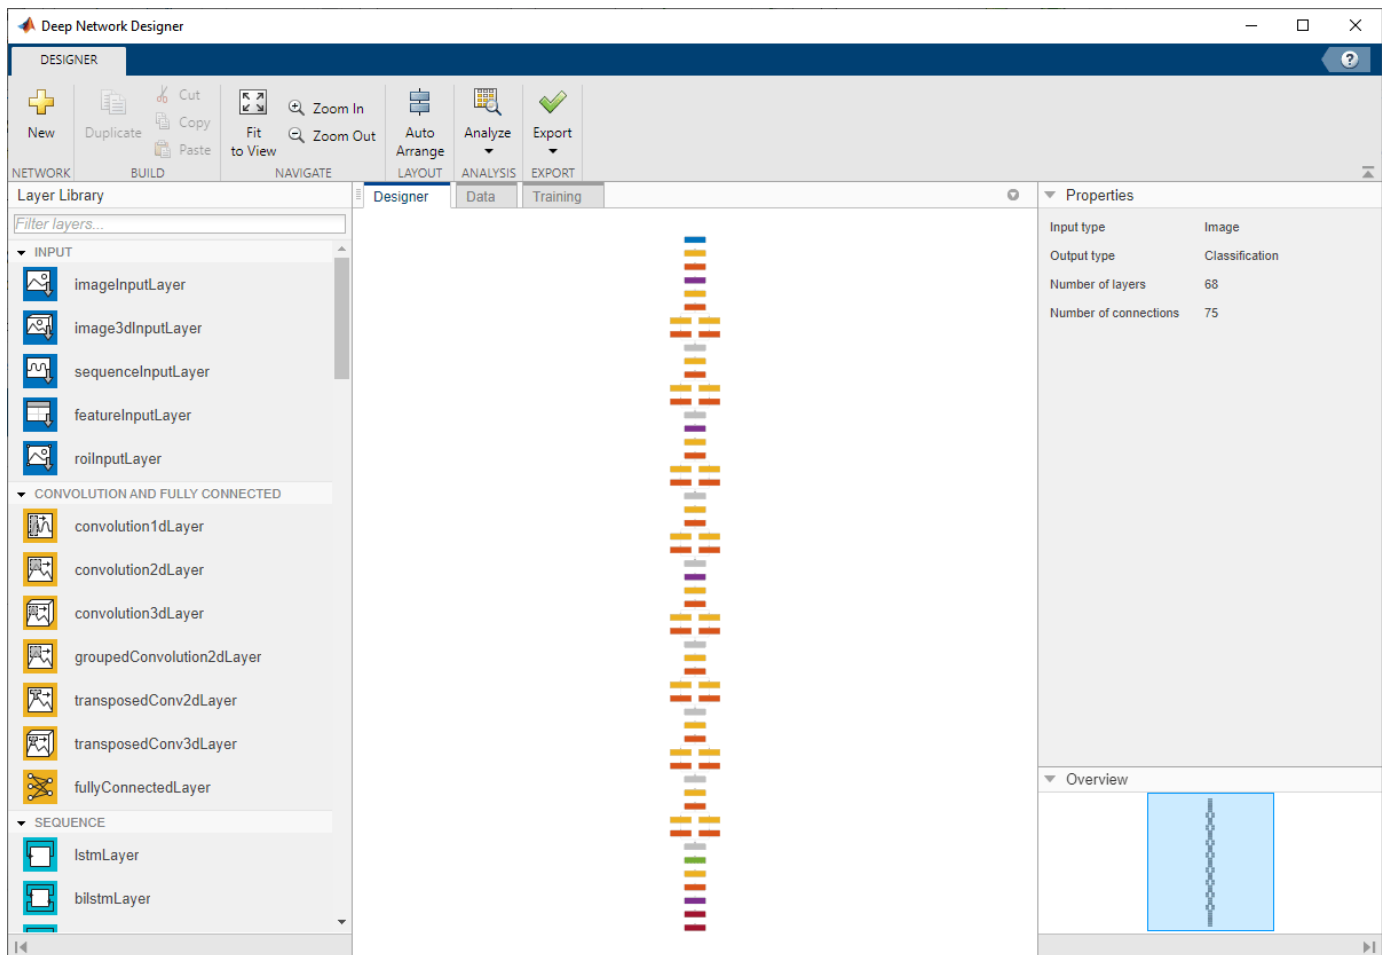 Deep Network Designer
DESIGNER
New
Duplicate
Cut
Copy
Paste
Fit
to View
Zoom In
Zoom Out
Auto
Arrange
Analyze
Export
NETWORK
BUILD
NAVIGATE
LAYOUT
ANALYSIS
EXPORT
Layer Library
Filter layers...
INPUT
imageInputLayer
image3dInputLayer
sequenceInputLayer
featureInputLayer
roiInputLayer
CONVOLUTION AND FULLY CONNECTED
convolution1dLayer
convolution2dLayer
convolution3dLayer
groupedConvolution2dLayer
transposedConv2dLayer
transposedConv3dLayer
fullyConnectedLayer
SEQUENCE
lstmLayer
bilstmLayer
Designer
Data
Training
Properties
Input type Image
Output type Classification
Number of layers 68
Number of connections 75
Overview